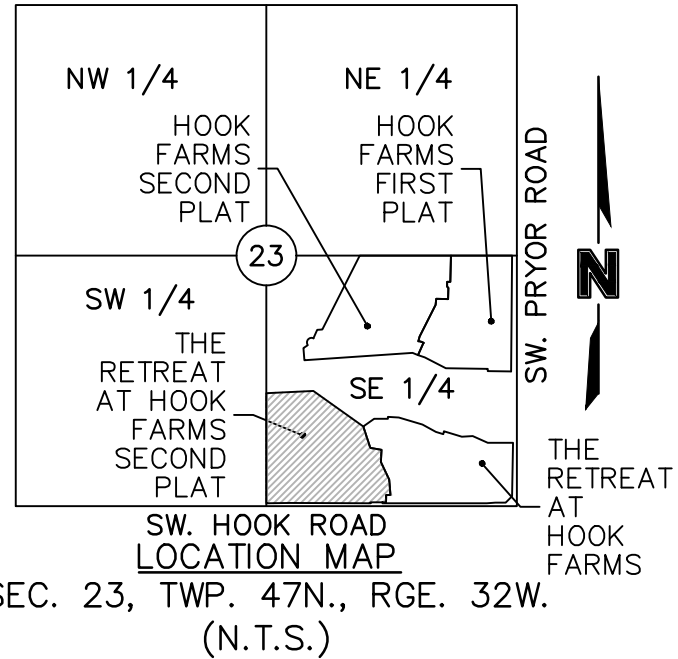 NW 1/4
NE 1/4
HOOK
FARMS
SECOND
PLAT
HOOK
FARMS
FIRST
PLAT
SW. PRYOR ROAD
N
23
SW 1/4
THE
RETREAT
AT HOOK
FARMS
SECOND
PLAT
SE 1/4
THE
RETREAT
AT
HOOK
FARMS
SW. HOOK ROAD
LOCATION MAP
SEC. 23, TWP. 47N., RGE. 32W.
(N.T.S.)